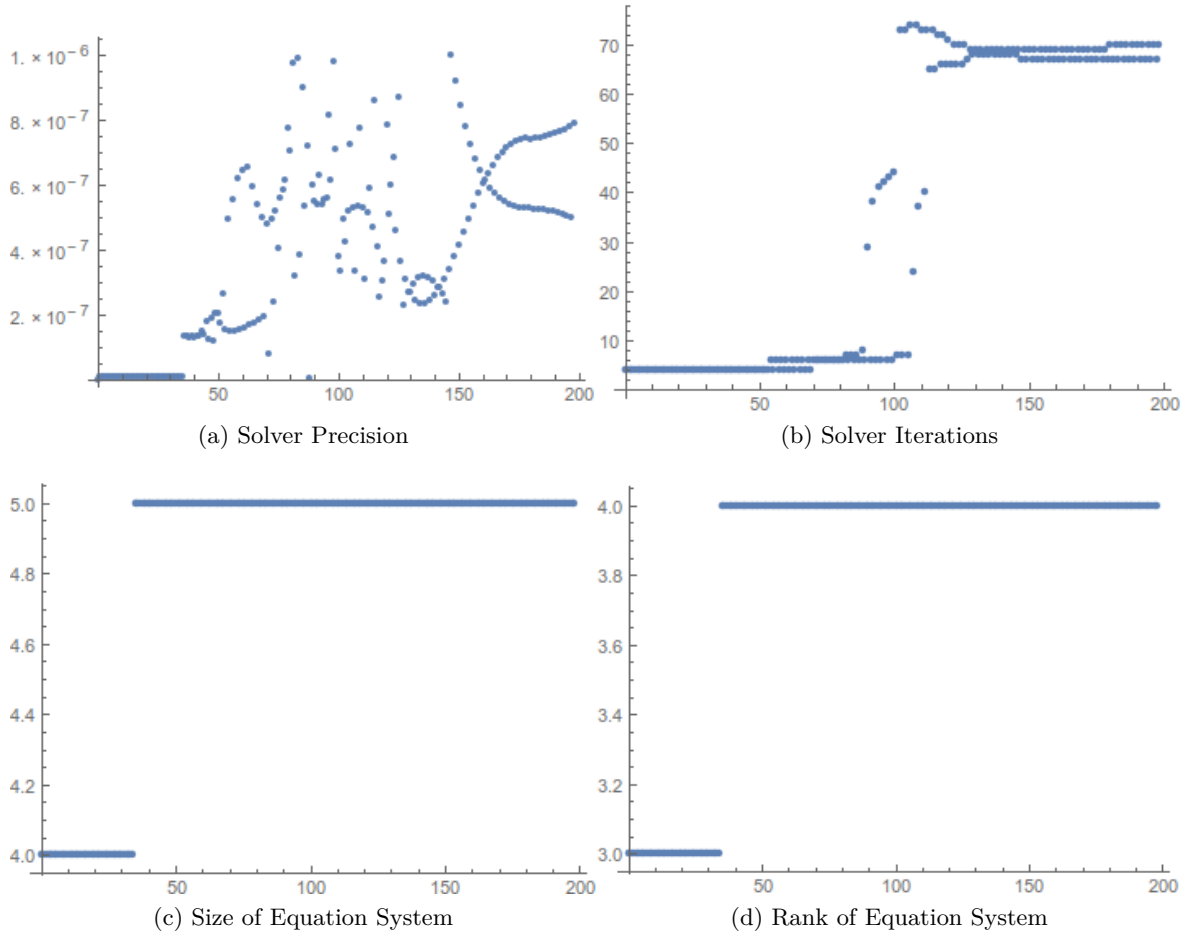 1. × 10⁻⁶
8. × 10⁻⁷
6. × 10⁻⁷
4. × 10⁻⁷
2. × 10⁻⁷
50 100 150 200
(a) Solver Precision
70
60
50
40
30
20
10
50 100 150 200
(b) Solver Iterations
5.0
4.8
4.6
4.4
4.2
4.0
50 100 150 200
(c) Size of Equation System
4.0
3.8
3.6
3.4
3.2
3.0
50 100 150 200
(d) Rank of Equation System